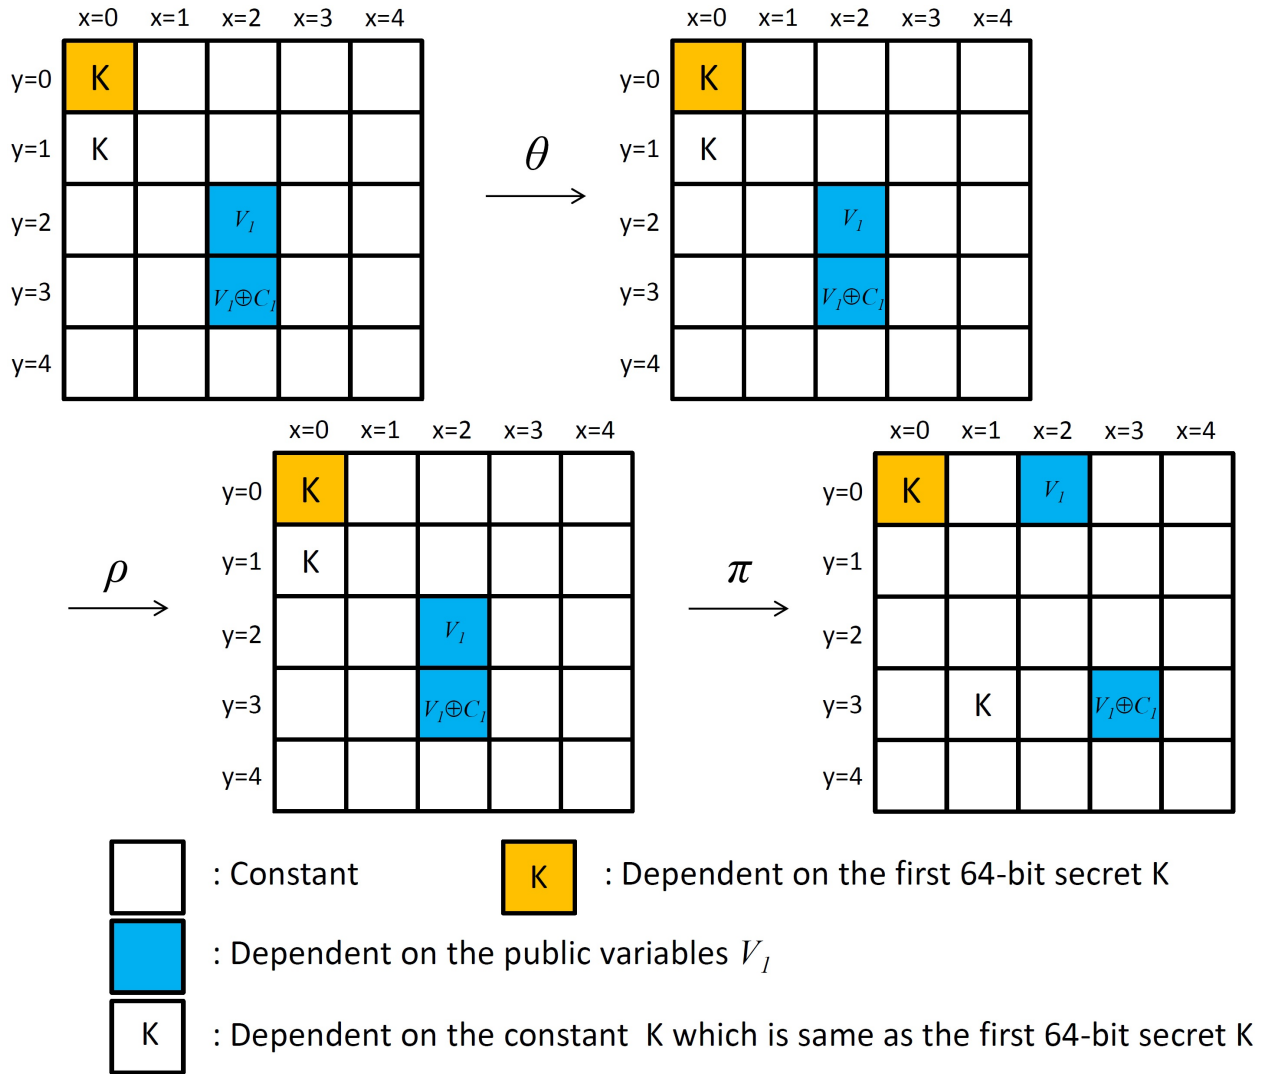 x=0 x=1 x=2 x=3 x=4
y=0 K
y=1 K
y=2 V₁
y=3 V₁⊕C₁
y=4
θ
x=0 x=1 x=2 x=3 x=4
y=0 K
y=1 K
y=2 V₁
y=3 V₁⊕C₁
y=4
ρ
x=0 x=1 x=2 x=3 x=4
y=0 K
y=1 K
y=2 V₁
y=3 V₁⊕C₁
y=4
π
x=0 x=1 x=2 x=3 x=4
y=0 K V₁
y=1
y=2
y=3 K V₁⊕C₁
y=4
: Constant
K : Dependent on the first 64-bit secret K
: Dependent on the public variables V₁
K : Dependent on the constant K which is same as the first 64-bit secret K